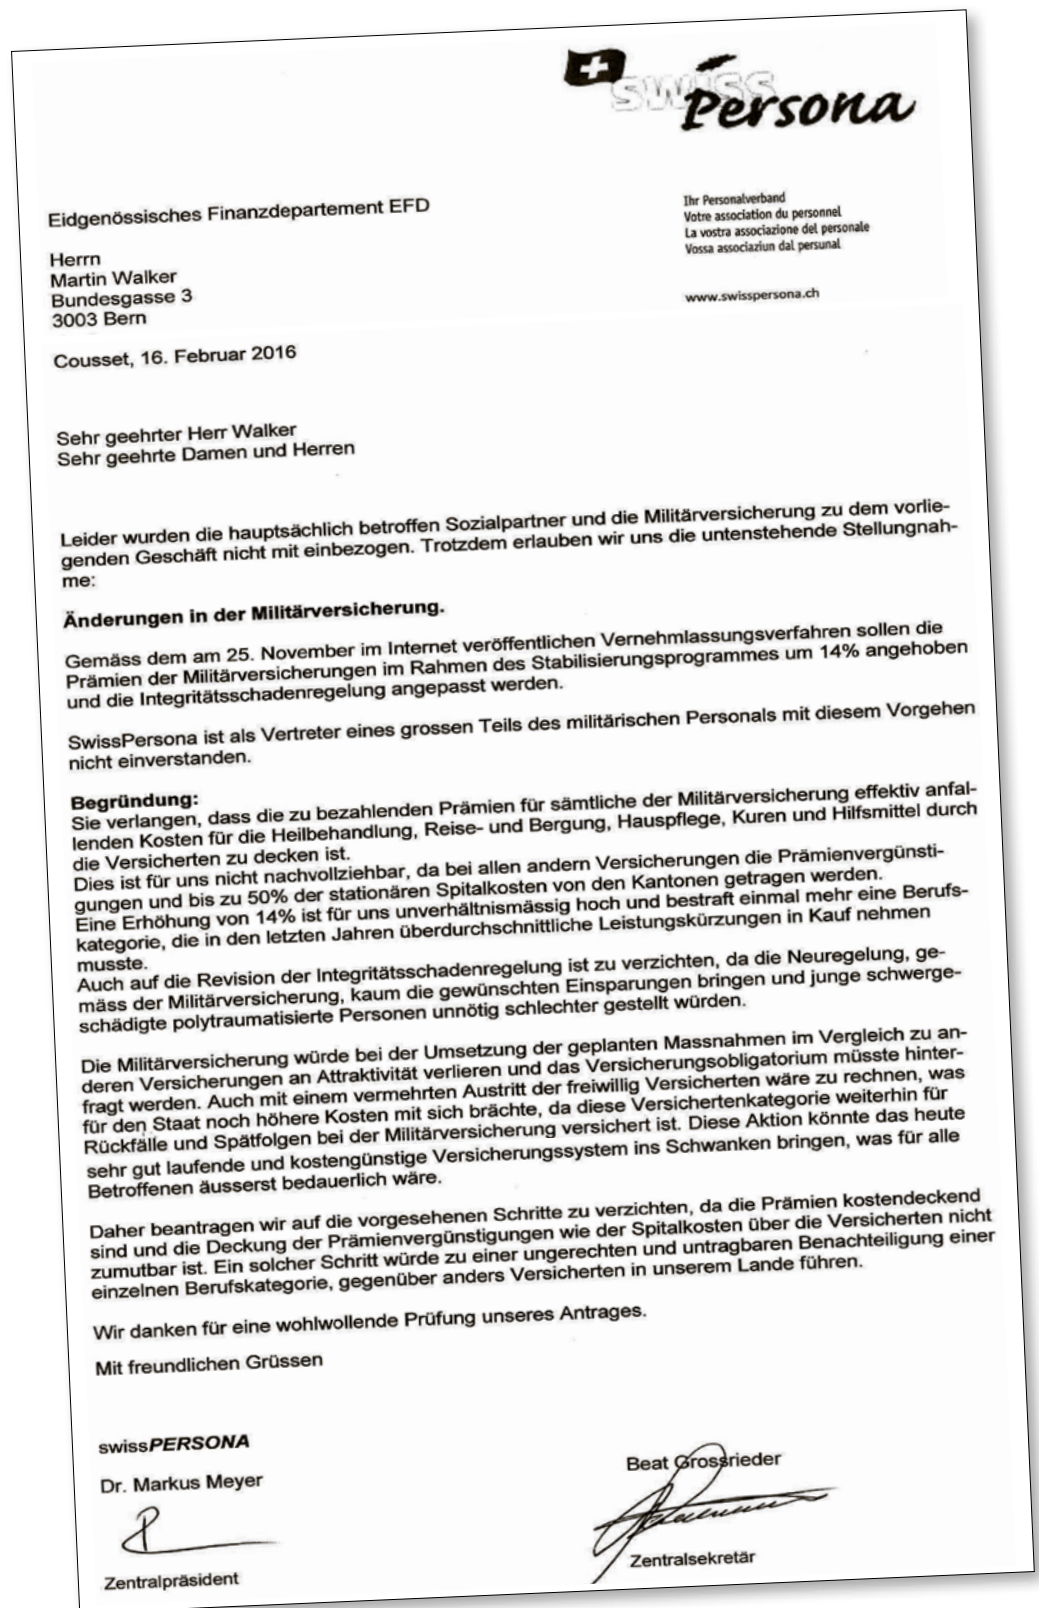 swiss
Persona
Eidgenössisches Finanzdepartement EFD
Herrn
Martin Walker
Bundesgasse 3
3003 Bern
Ihr Personalverband
Votre association du personnel
La vostra associazione del personale
Vossa associaziun dal persunal
www.swisspersona.ch
Cousset, 16. Februar 2016
Sehr geehrter Herr Walker
Sehr geehrte Damen und Herren
Leider wurden die hauptsächlich betroffen Sozialpartner und die Militärversicherung zu dem vorlie-
genden Geschäft nicht mit einbezogen. Trotzdem erlauben wir uns die untenstehende Stellungnah-
me:
Änderungen in der Militärversicherung.
Gemäss dem am 25. November im Internet veröffentlichen Vernehmlassungsverfahren sollen die
Prämien der Militärversicherungen im Rahmen des Stabilisierungsprogrammes um 14% angehoben
und die Integritätsschadenregelung angepasst werden.
SwissPersona ist als Vertreter eines grossen Teils des militärischen Personals mit diesem Vorgehen
nicht einverstanden.
Begründung:
Sie verlangen, dass die zu bezahlenden Prämien für sämtliche der Militärversicherung effektiv anfal-
lenden Kosten für die Heilbehandlung, Reise- und Bergung, Hauspflege, Kuren und Hilfsmittel durch
die Versicherten zu decken ist.
Dies ist für uns nicht nachvollziehbar, da bei allen andern Versicherungen die Prämienvergünsti-
gungen und bis zu 50% der stationären Spitalkosten von den Kantonen getragen werden.
Eine Erhöhung von 14% ist für uns unverhältnismässig hoch und bestraft einmal mehr eine Berufs-
kategorie, die in den letzten Jahren überdurchschnittliche Leistungskürzungen in Kauf nehmen
musste.
Auch auf die Revision der Integritätsschadenregelung ist zu verzichten, da die Neuregelung, ge-
mäss der Militärversicherung, kaum die gewünschten Einsparungen bringen und junge schwerge-
schädigte polytraumatisierte Personen unnötig schlechter gestellt würden.
Die Militärversicherung würde bei der Umsetzung der geplanten Massnahmen im Vergleich zu an-
deren Versicherungen an Attraktivität verlieren und das Versicherungsobligatorium müsste hinter-
fragt werden. Auch mit einem vermehrten Austritt der freiwillig Versicherten wäre zu rechnen, was
für den Staat noch höhere Kosten mit sich brächte, da diese Versichertenkategorie weiterhin für
Rückfälle und Spätfolgen bei der Militärversicherung versichert ist. Diese Aktion könnte das heute
sehr gut laufende und kostengünstige Versicherungssystem ins Schwanken bringen, was für alle
Betroffenen äusserst bedauerlich wäre.
Daher beantragen wir auf die vorgesehenen Schritte zu verzichten, da die Prämien kostendeckend
sind und die Deckung der Prämienvergünstigungen wie der Spitalkosten über die Versicherten nicht
zumutbar ist. Ein solcher Schritt würde zu einer ungerechten und untragbaren Benachteiligung einer
einzelnen Berufskategorie, gegenüber anders Versicherten in unserem Lande führen.
Wir danken für eine wohlwollende Prüfung unseres Antrages.
Mit freundlichen Grüssen
swissPERSONA
Dr. Markus Meyer
Zentralpräsident
Beat Grossrieder
Zentralsekretär